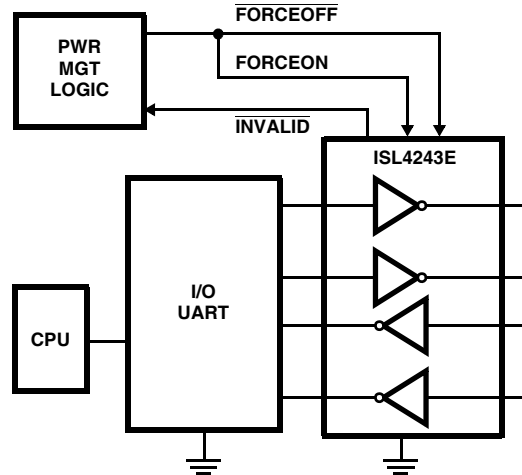 FORCEOFF
PWR
MGT
LOGIC
FORCEON
INVALID
ISL4243E
I/O
UART
CPU